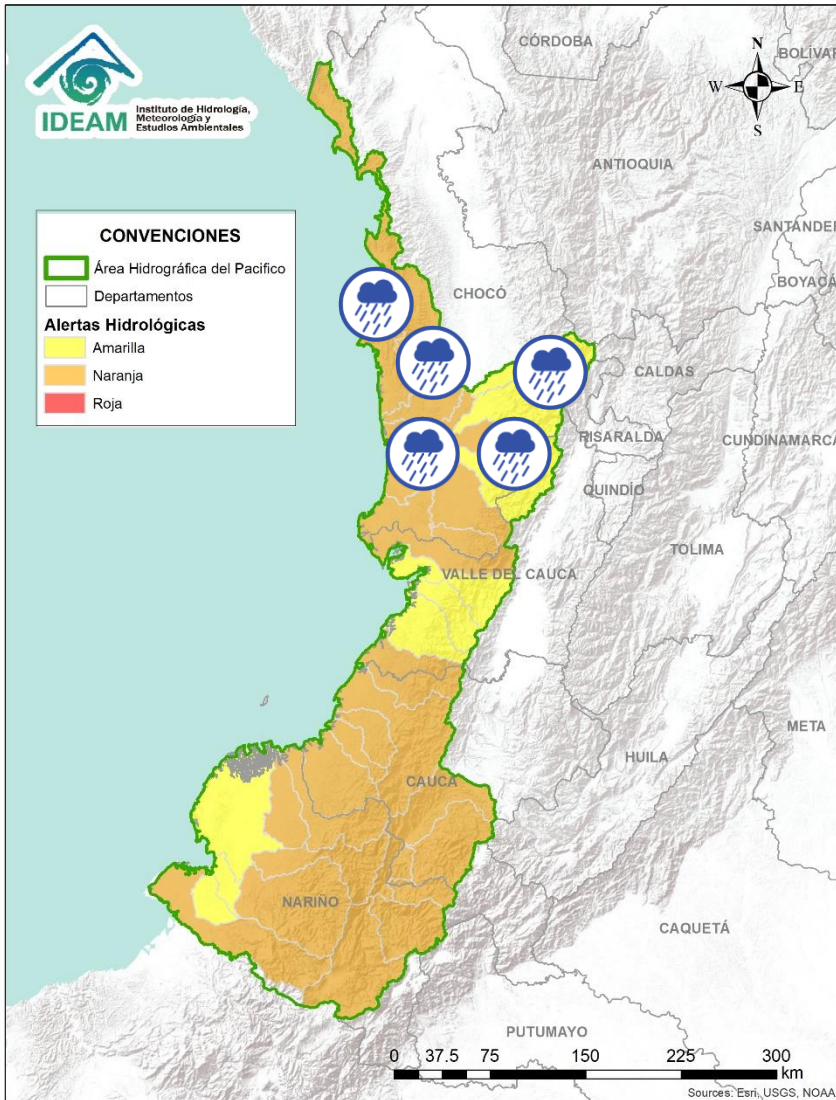 IDEAM
Instituto de Hidrología,
Meteorología y
Estudios Ambientales
CÓRDOBA
BOLÍVAR
N
W E
S
ANTIOQUIA
SANTANDER
BOYACÁ
CONVENCIONES
Área Hidrográfica del Pacifico
Departamentos
Alertas Hidrológicas
Amarilla
Naranja
Roja
CHOCÓ
CALDAS
RISARALDA
CUNDINAMARCA
QUINDÍO
TOLIMA
VALLE DEL CAUCA
META
HUILA
CAUCA
NARIÑO
CAQUETÁ
PUTUMAYO
0 37.5 75 150 225 300
km
Sources: Esri, USGS, NOAA